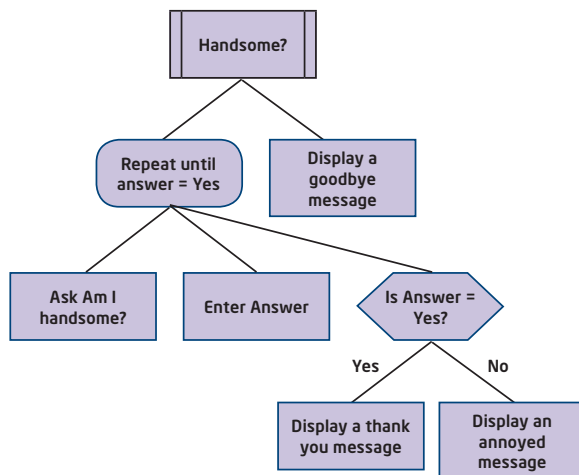 Handsome?
Repeat until
answer = Yes
Display a
goodbye
message
Ask Am I
handsome?
Enter Answer
Is Answer =
Yes?
Yes
No
Display a thank
you message
Display an
annoyed
message